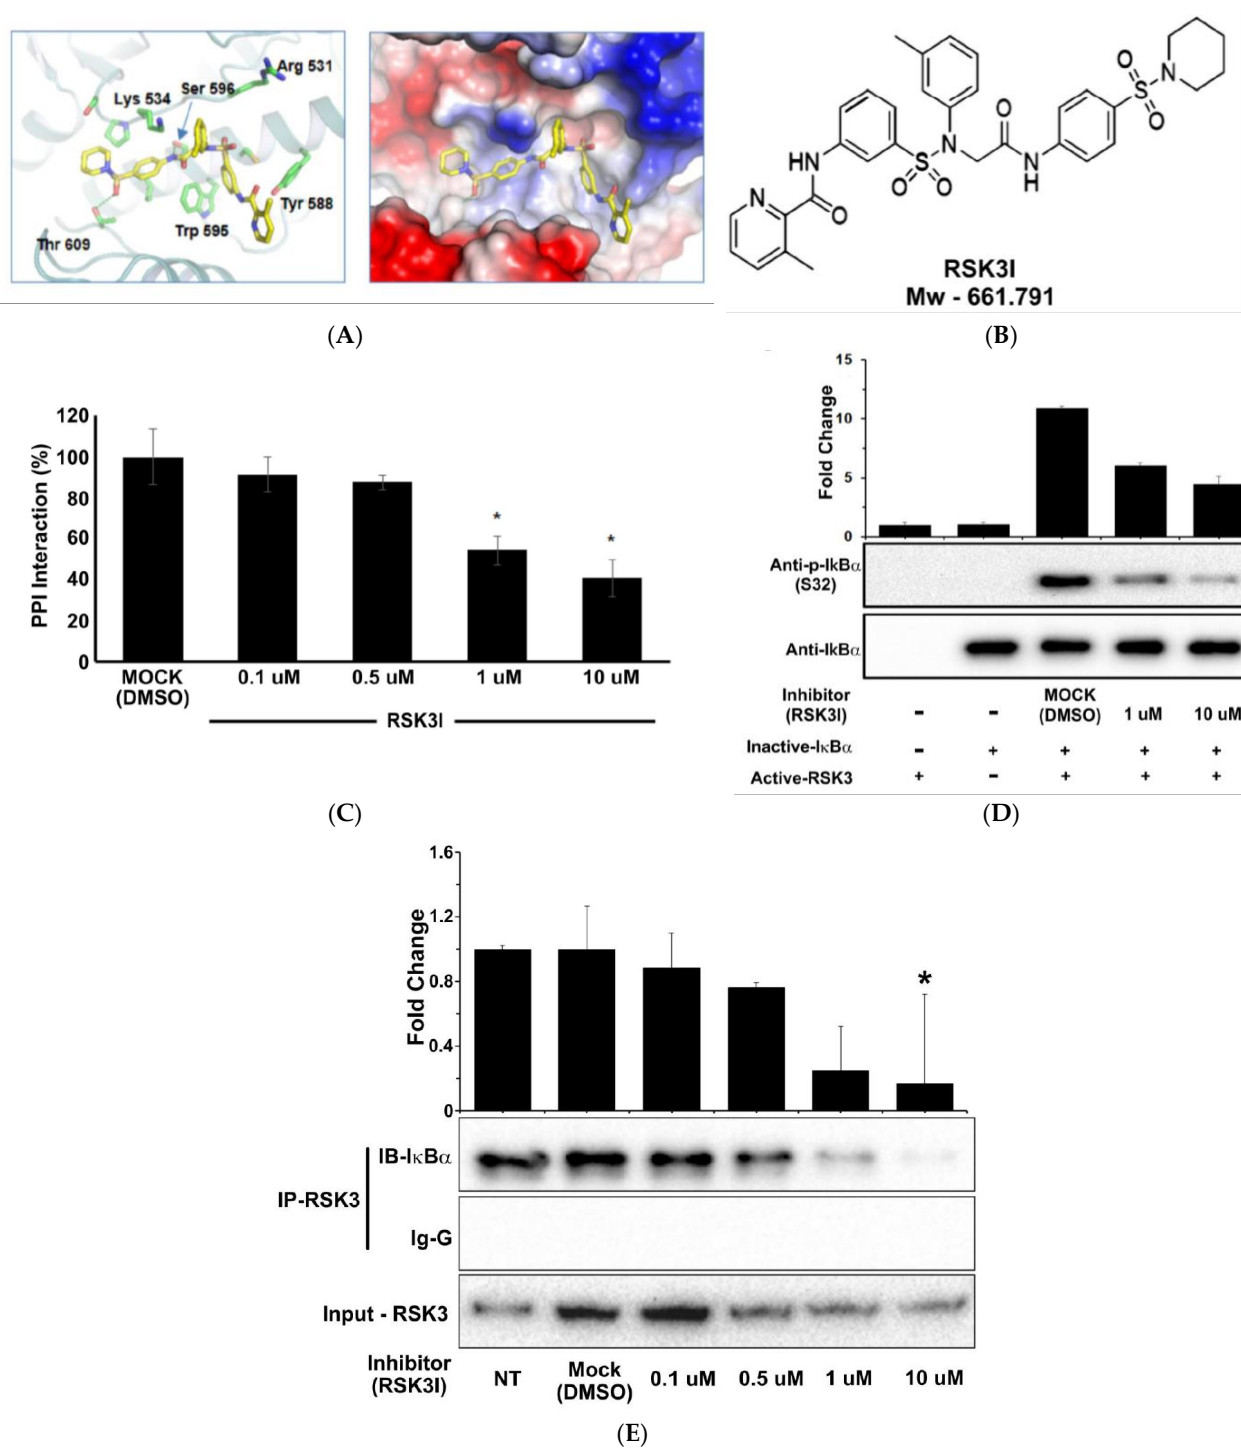 Arg 531
Ser 596
Lys 534
Tyr 588
Trp 595
Thr 609
(A)
N
S
O
O
N
O
N
H
S
O
O
HN
O
N
RSK3I
Mw - 661.791
(B)
PPI Interaction (%)
120
100
80
60
40
20
0
*
*
MOCK
(DMSO)
0.1 uM
0.5 uM
1 uM
10 uM
RSK3I
(C)
Fold Change
15
10
5
0
Anti-p-IkBα
(S32)
Anti-IkBα
Inhibitor
(RSK3I)
-
-
MOCK
(DMSO)
1 uM
10 uM
Inactive-IκBα
-
+
+
+
+
Active-RSK3
+
-
+
+
+
(D)
Fold Change
1.6
1.2
0.8
0.4
0
*
IP-RSK3
IB-IκBα
Ig-G
Input - RSK3
Inhibitor
(RSK3I)
NT
Mock
(DMSO)
0.1 uM
0.5 uM
1 uM
10 uM
(E)